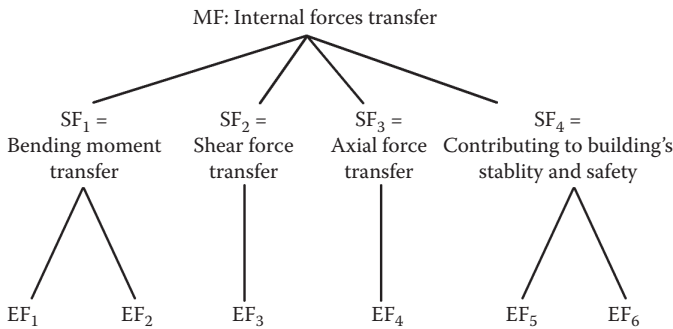 MF: Internal forces transfer
SF₁ =
Bending moment
transfer
SF₂ =
Shear force
transfer
SF₃ =
Axial force
transfer
SF₄ =
Contributing to building's
stablity and safety
EF₁
EF₂
EF₃
EF₄
EF₅
EF₆